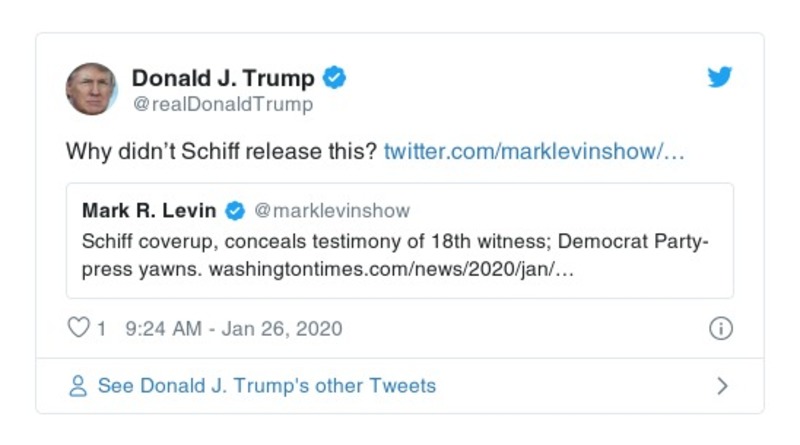 Donald J. Trump
@realDonaldTrump
Why didn’t Schiff release this? twitter.com/marklevinshow/…
Mark R. Levin @marklevinshow
Schiff coverup, conceals testimony of 18th witness; Democrat Party-
press yawns. washingtontimes.com/news/2020/jan/…
1 9:24 AM - Jan 26, 2020
See Donald J. Trump's other Tweets